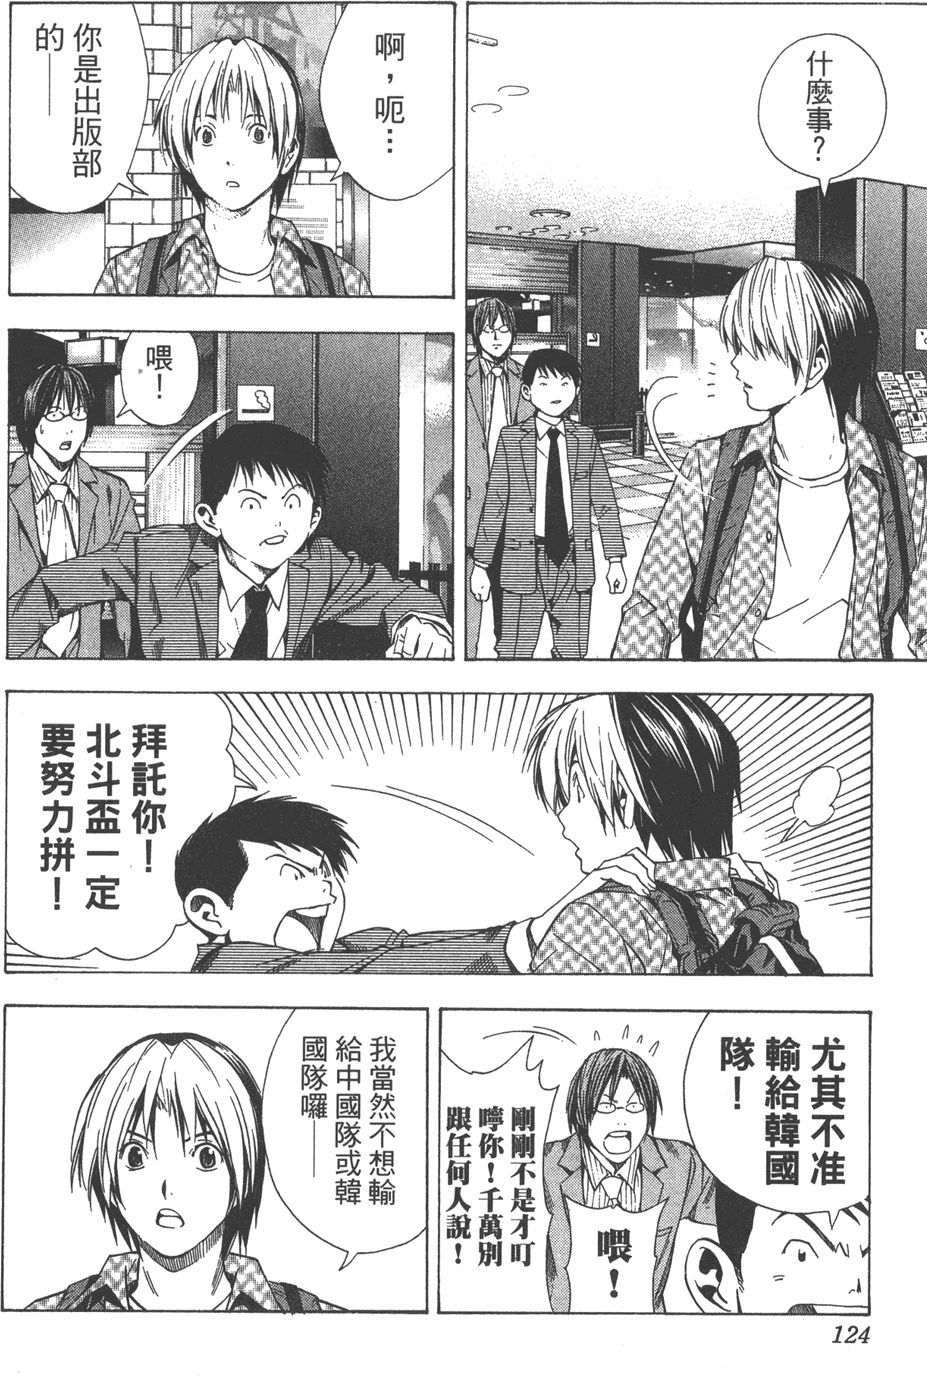 什麼事？
啊，呃…
你是出版部
的——
喂！
拜託你！
北斗盃一定
要努力拼！
尤其不准
輸給韓國
隊！
喂！
剛剛不是才叮
嚀你！千萬別
跟任何人說！
我當然不想輸
給中國隊或韓
國隊囉——
124